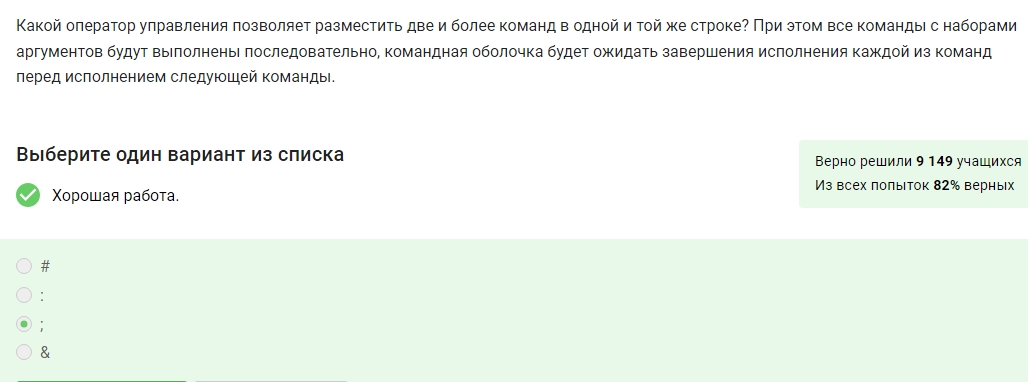 Какой оператор управления позволяет разместить две и более команд в одной и той же строке? При этом все команды с наборами
аргументов будут выполнены последовательно, командная оболочка будет ожидать завершения исполнения каждой из команд
перед исполнением следующей команды.
Выберите один вариант из списка
Хорошая работа.
Верно решили 9 149 учащихся
Из всех попыток 82% верных
#
:
;
&